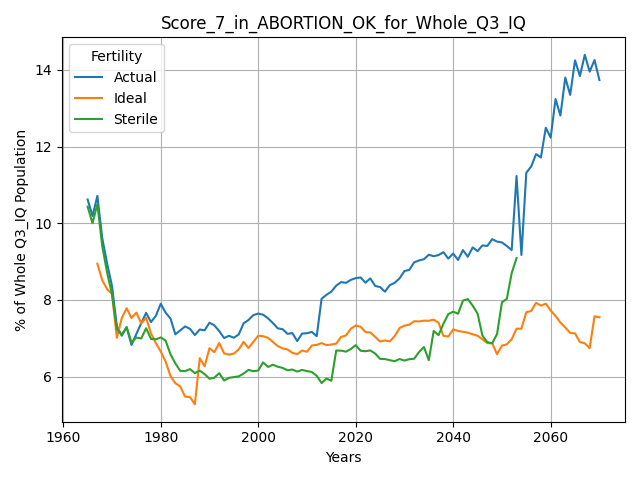 Score_7_in_ABORTION_OK_for_Whole_Q3_IQ
Fertility
Actual
Ideal
Sterile
% of Whole Q3_IQ Population
14
12
10
8
6
1960 1980 2000 2020 2040 2060
Years